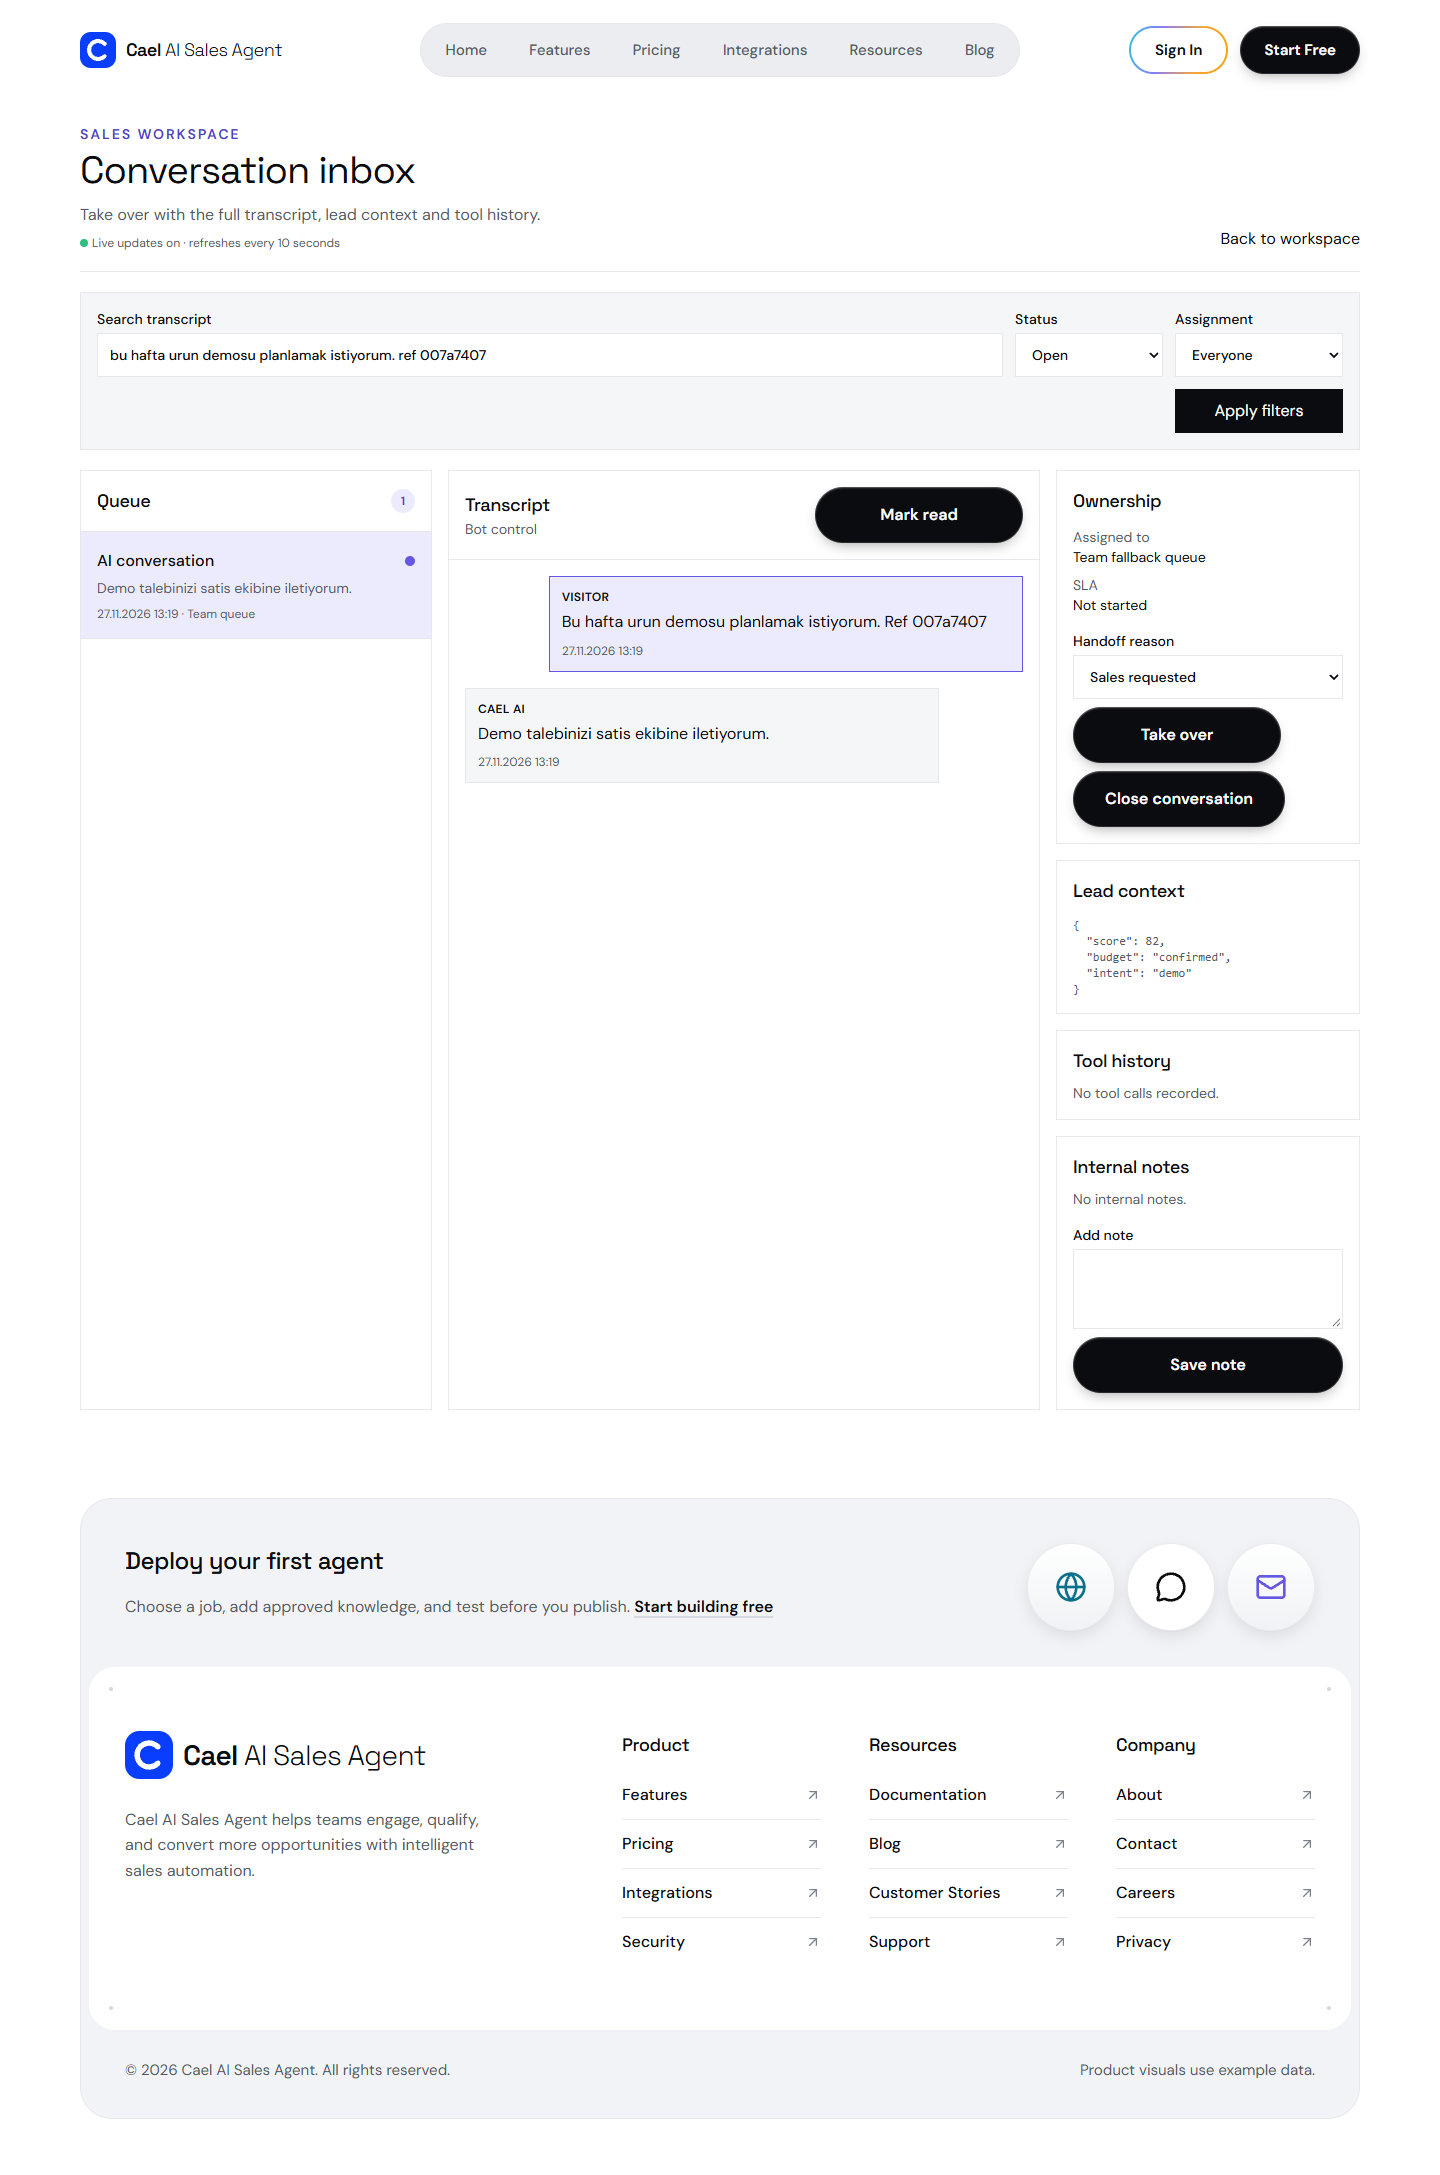 Cael AI Sales Agent
Home Features Pricing Integrations Resources Blog
Sign In
Start Free
SALES WORKSPACE
Conversation inbox
Take over with the full transcript, lead context and tool history.
Live updates on · refreshes every 10 seconds
Back to workspace
Search transcript
bu hafta urun demosu planlamak istiyorum. ref 007a7407
Status
Open
Assignment
Everyone
Apply filters
Queue
1
AI conversation
Demo talebinizi satis ekibine iletiyorum.
27.11.2026 13:19 · Team queue
Transcript
Bot control
Mark read
VISITOR
Bu hafta urun demosu planlamak istiyorum. Ref 007a7407
27.11.2026 13:19
CAEL AI
Demo talebinizi satis ekibine iletiyorum.
27.11.2026 13:19
Ownership
Assigned to
Team fallback queue
SLA
Not started
Handoff reason
Sales requested
Take over
Close conversation
Lead context
{
"score": 82,
"budget": "confirmed",
"intent": "demo"
}
Tool history
No tool calls recorded.
Internal notes
No internal notes.
Add note
Save note
Deploy your first agent
Choose a job, add approved knowledge, and test before you publish. Start building free
Cael AI Sales Agent
Cael AI Sales Agent helps teams engage, qualify,
and convert more opportunities with intelligent
sales automation.
Product
Features
Pricing
Integrations
Security
Resources
Documentation
Blog
Customer Stories
Support
Company
About
Contact
Careers
Privacy
© 2026 Cael AI Sales Agent. All rights reserved.
Product visuals use example data.